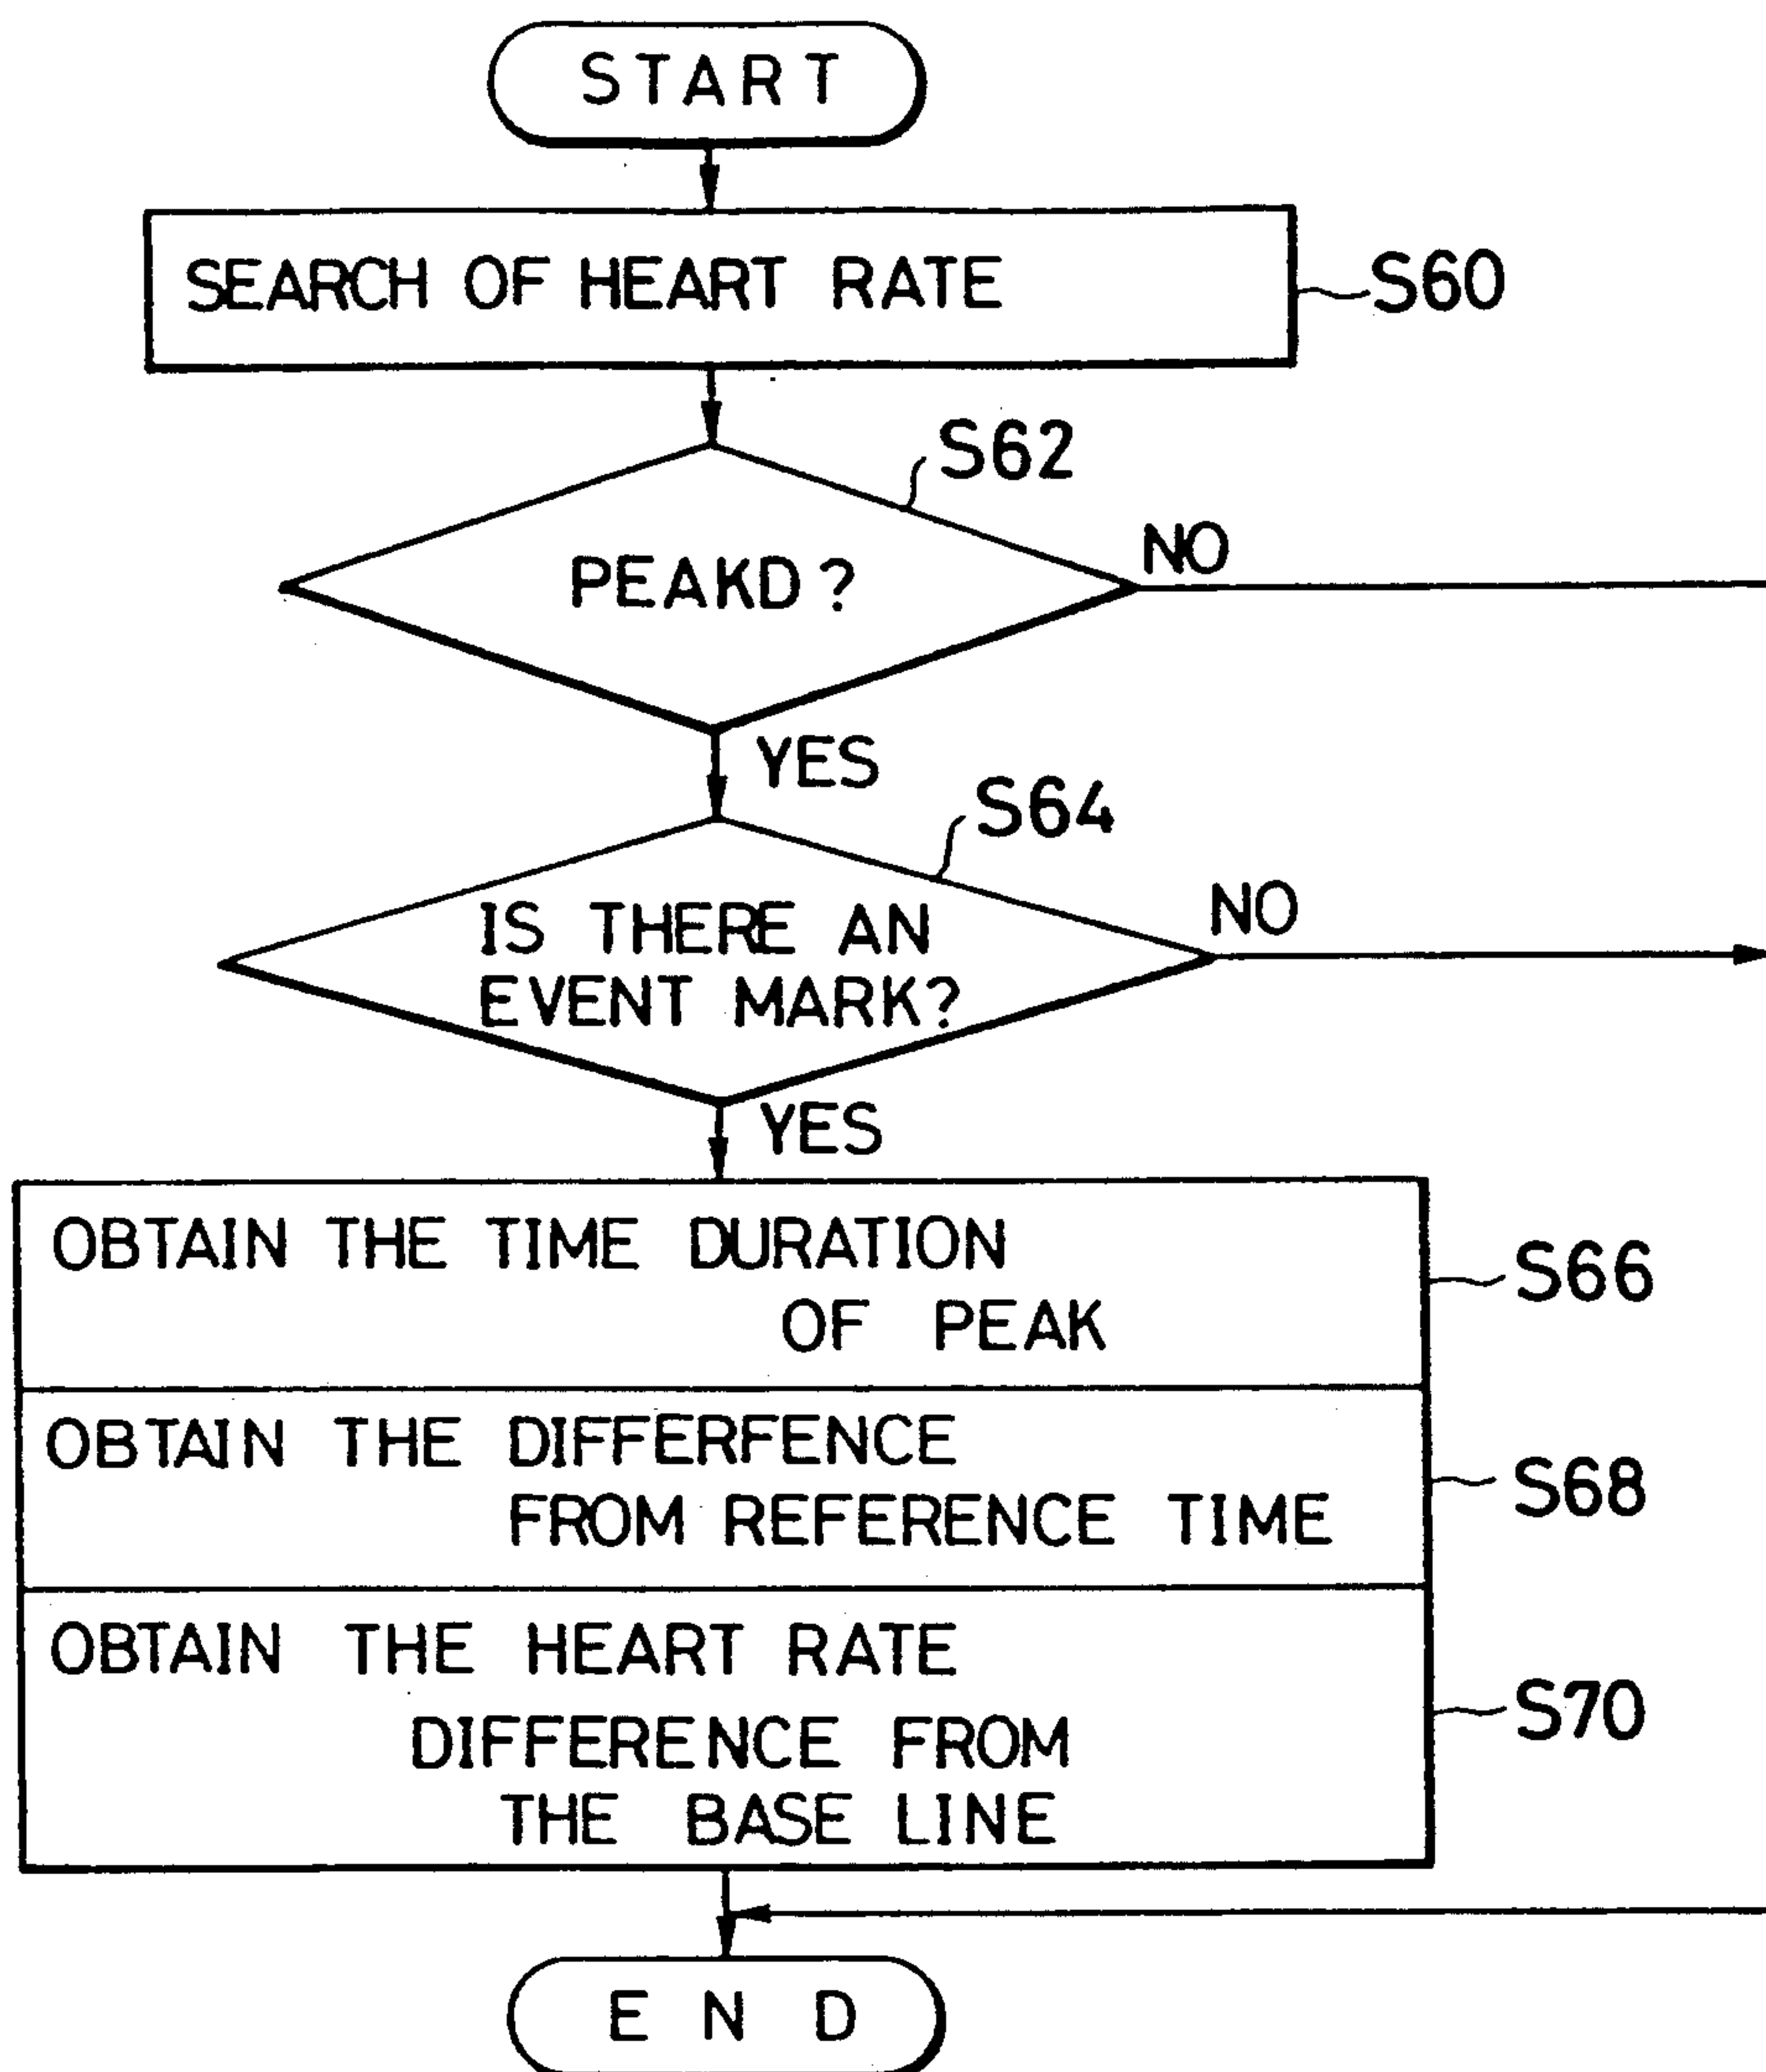 START
SEARCH OF HEART RATE
S60
S62
PEAKD?
NO
YES
S64
IS THERE AN
EVENT MARK?
NO
YES
OBTAIN THE TIME DURATION
OF PEAK
S66
OBTAIN THE DIFFERFENCE
FROM REFERENCE TIME
S68
OBTAIN THE HEART RATE
DIFFERENCE FROM
THE BASE LINE
S70
END